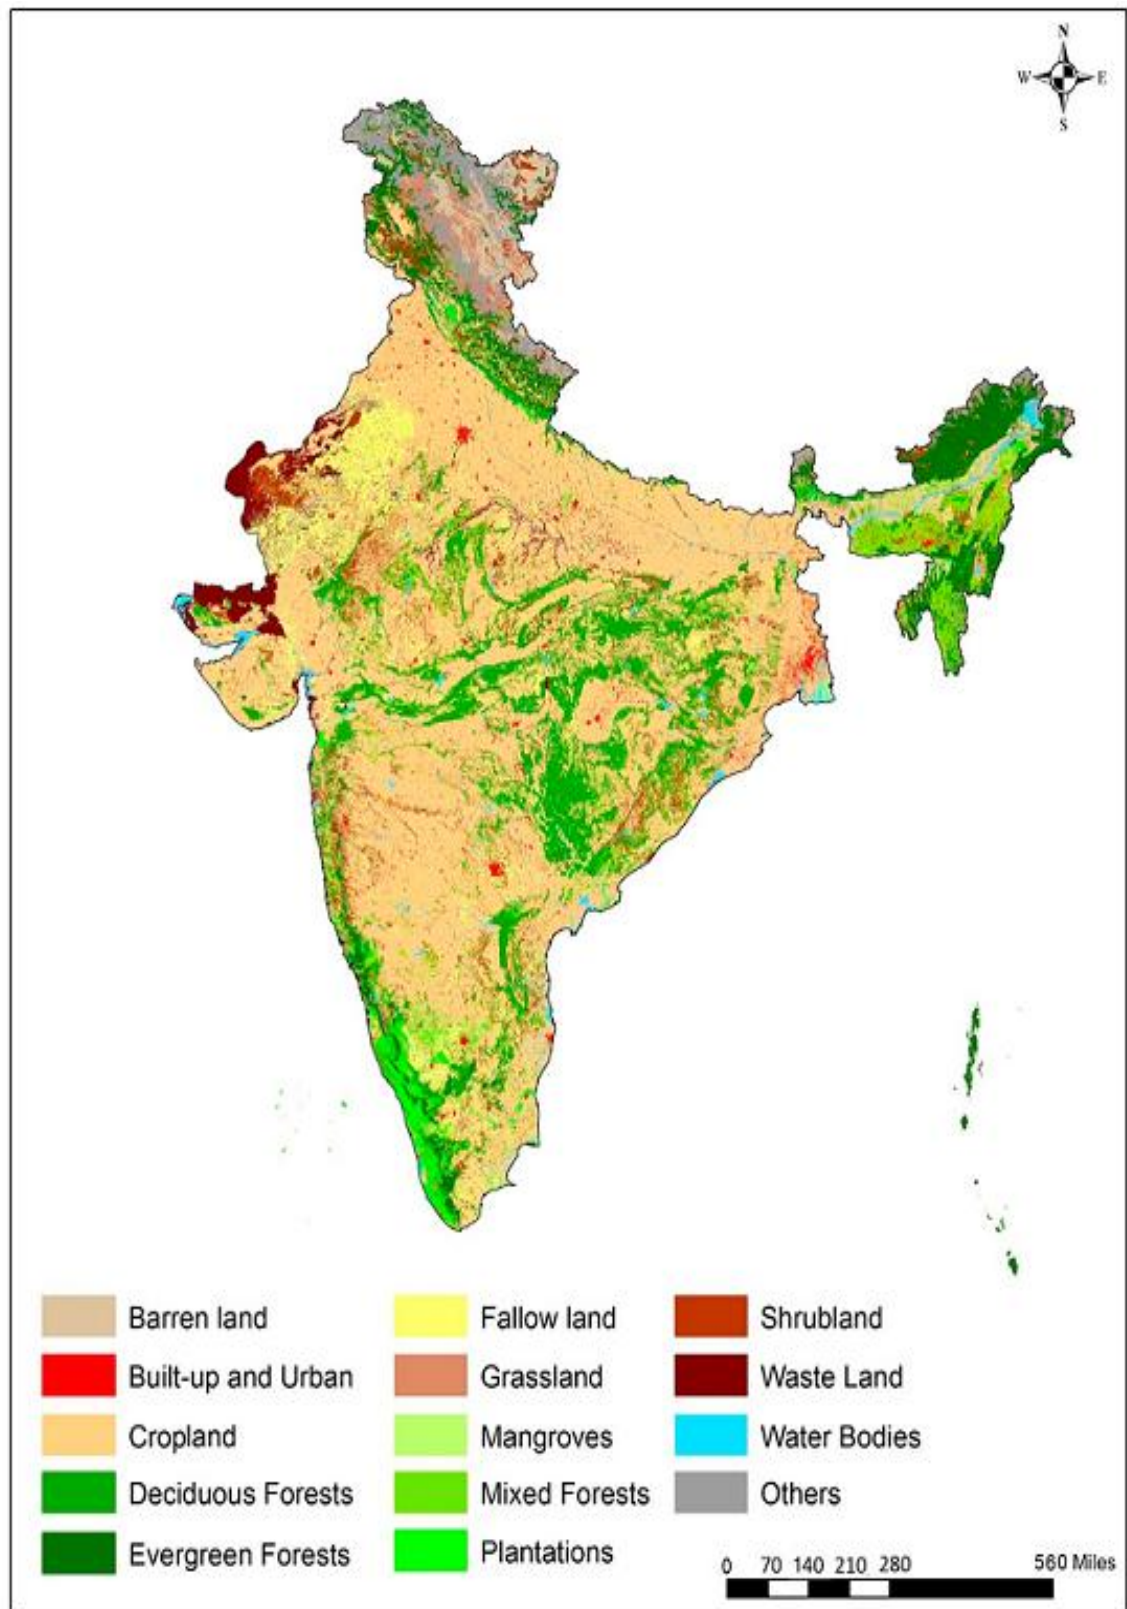 N
W E
S
Barren land
Built-up and Urban
Cropland
Deciduous Forests
Evergreen Forests
Fallow land
Grassland
Mangroves
Mixed Forests
Plantations
Shrubland
Waste Land
Water Bodies
Others
0 70 140 210 280 560 Miles